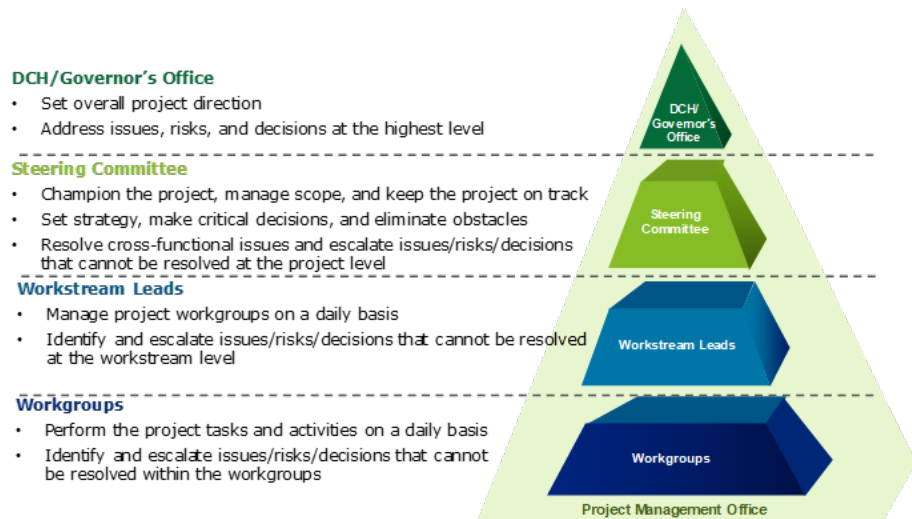 DCH/Governor's Office
• Set overall project direction
• Address issues, risks, and decisions at the highest level
Steering Committee
• Champion the project, manage scope, and keep the project on track
• Set strategy, make critical decisions, and eliminate obstacles
• Resolve cross-functional issues and escalate issues/risks/decisions
that cannot be resolved at the project level
Workstream Leads
• Manage project workgroups on a daily basis
• Identify and escalate issues/risks/decisions that cannot be resolved
at the workstream level
Workgroups
• Perform the project tasks and activities on a daily basis
• Identify and escalate issues/risks/decisions that cannot
be resolved within the workgroups
DCH/
Governor's
Office
Steering
Committee
Workstream Leads
Workgroups
Project Management Office